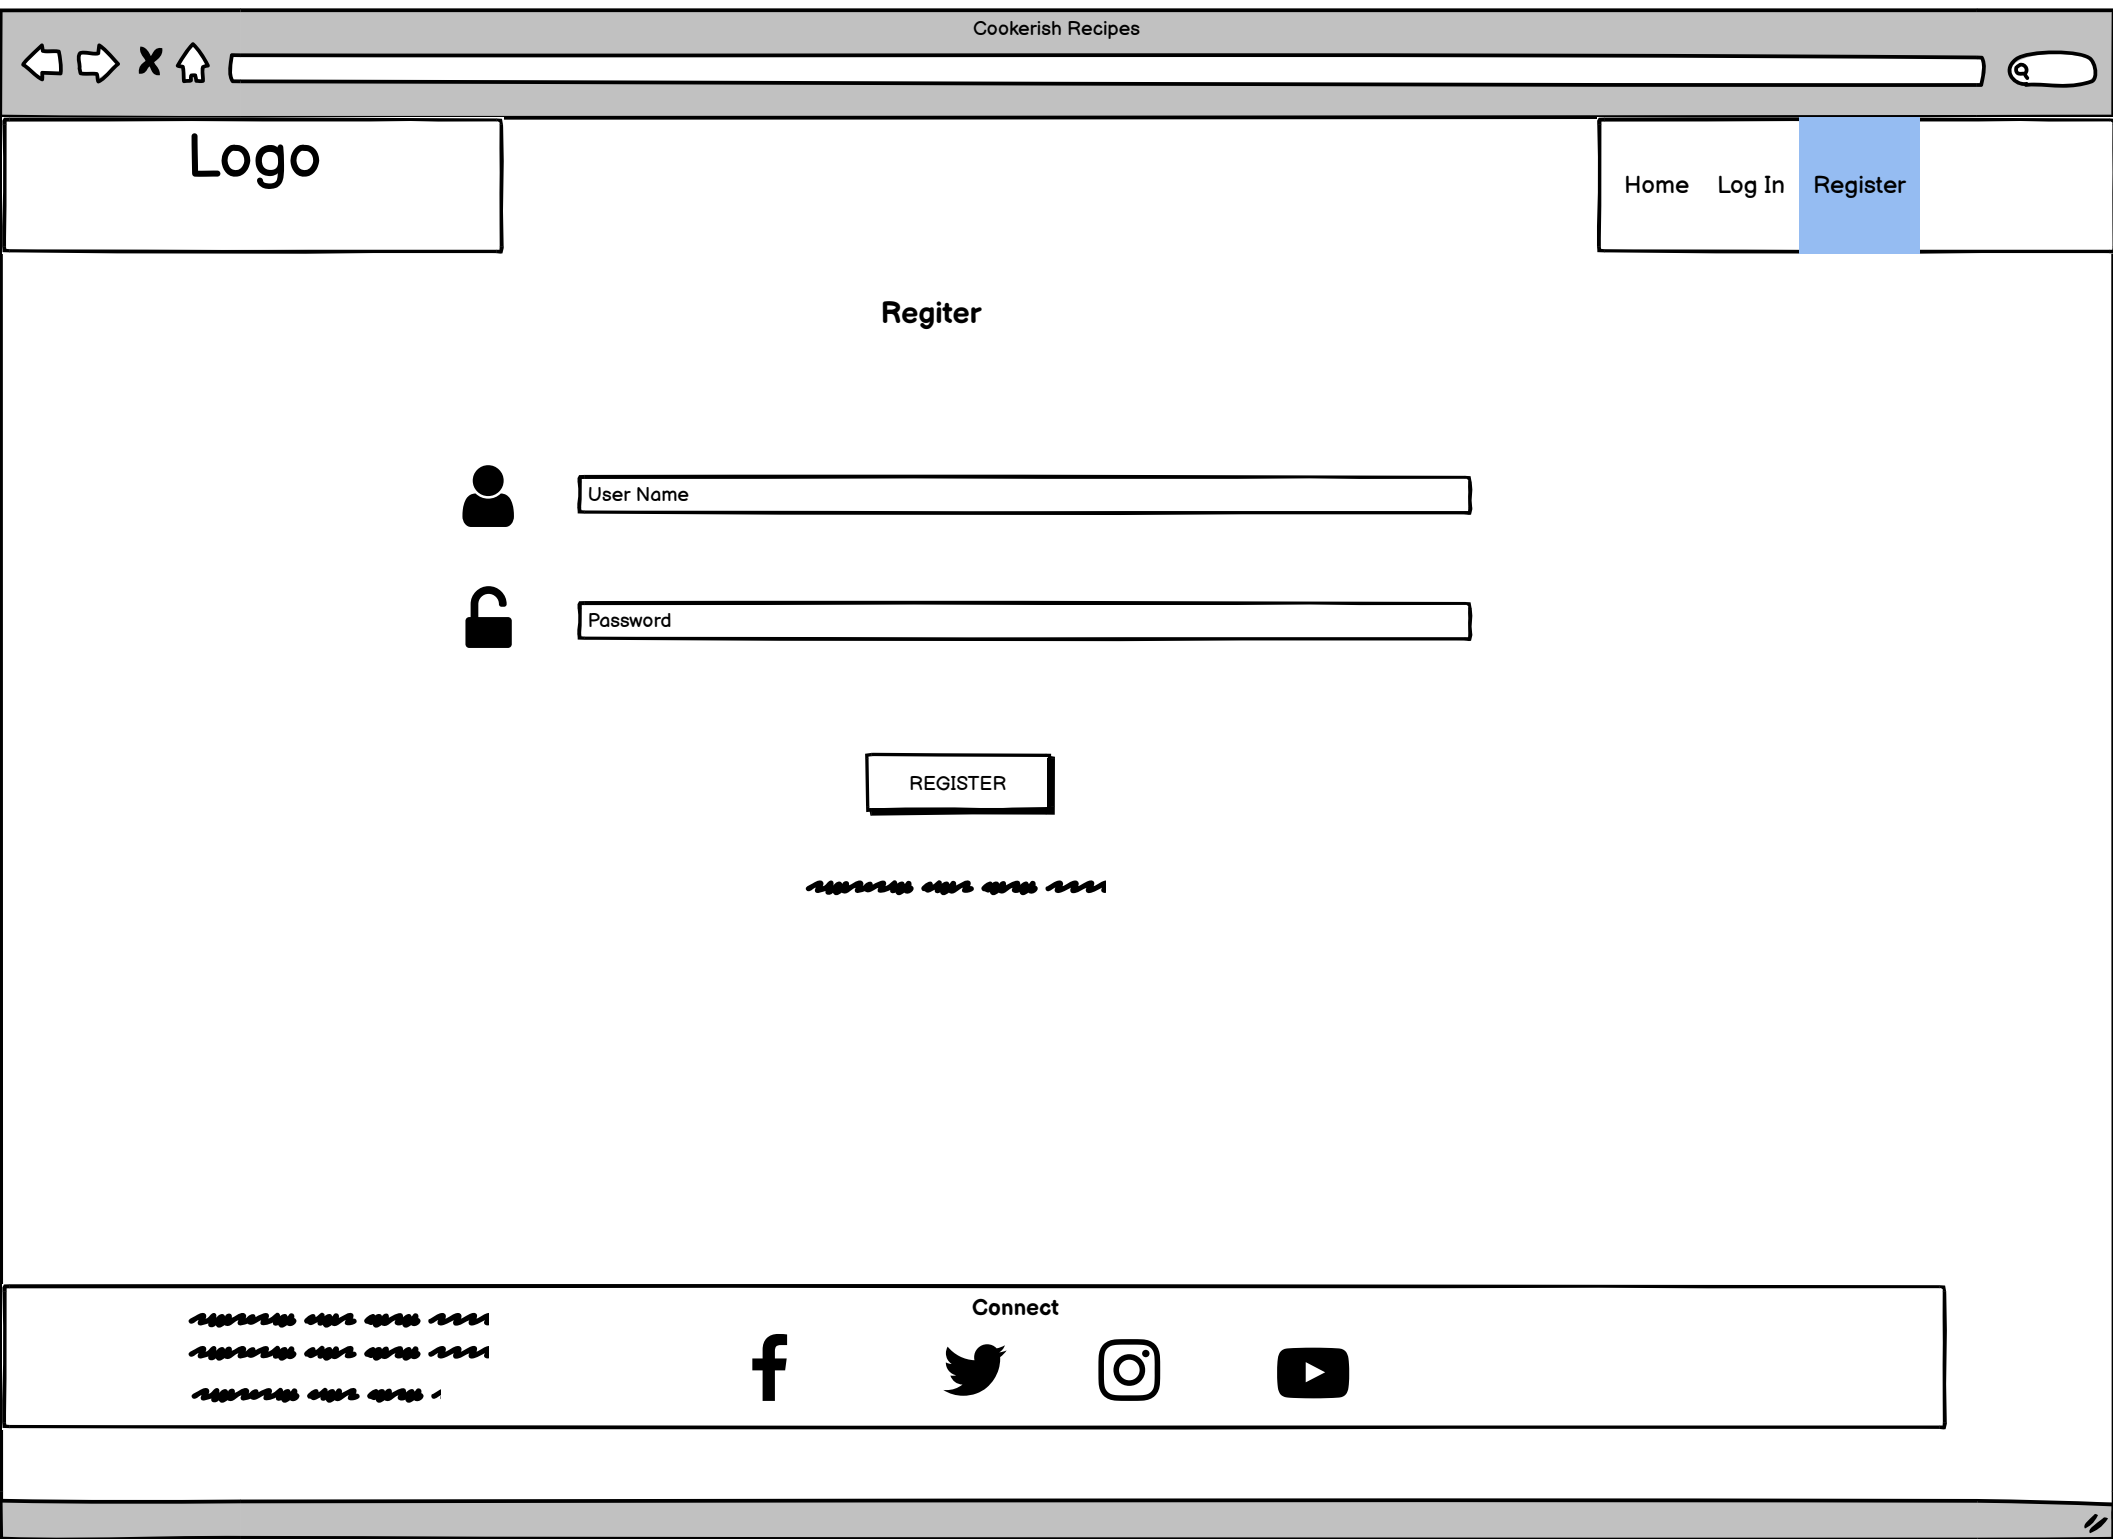 Cookerish Recipes
Logo
Home Log In Register
Regiter
User Name
Password
REGISTER
Connect